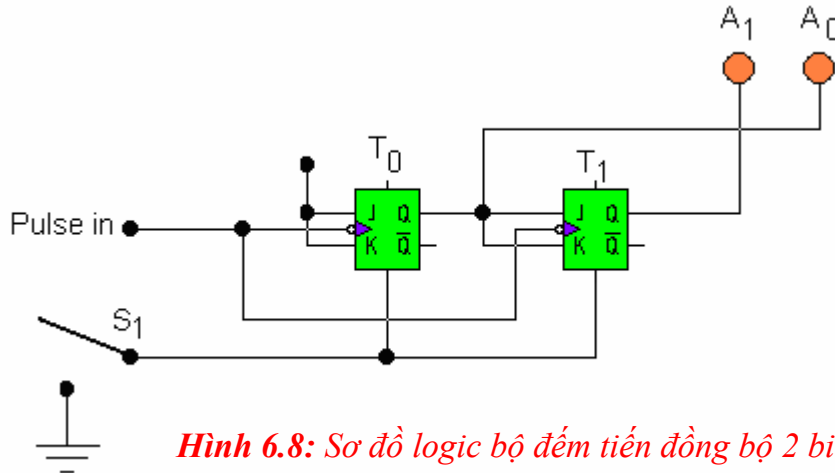 A1 A0
T0 T1
J Q J Q
Pulse in
K Q̅ K Q̅
S1
Hình 6.8: Sơ đồ logic bộ đếm tiến đồng bộ 2 bi